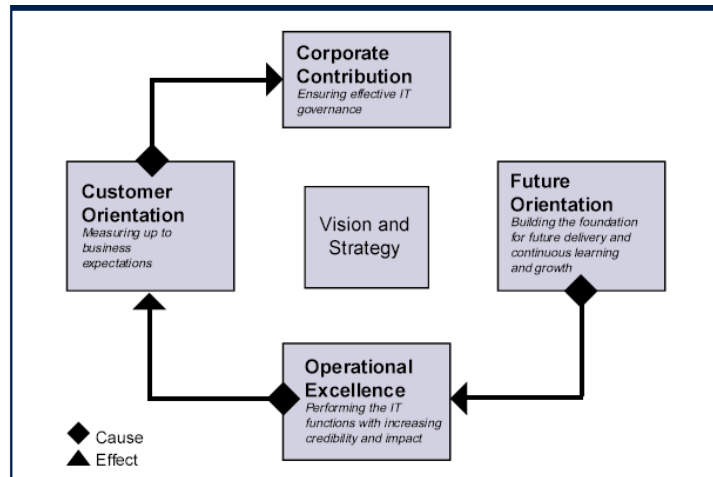 Corporate
Contribution
Ensuring effective IT
governance
Customer
Orientation
Measuring up to
business
expectations
Vision and
Strategy
Future
Orientation
Building the foundation
for future delivery and
continuous learning
and growth
Operational
Excellence
Performing the IT
functions with increasing
credibility and impact
Cause
Effect